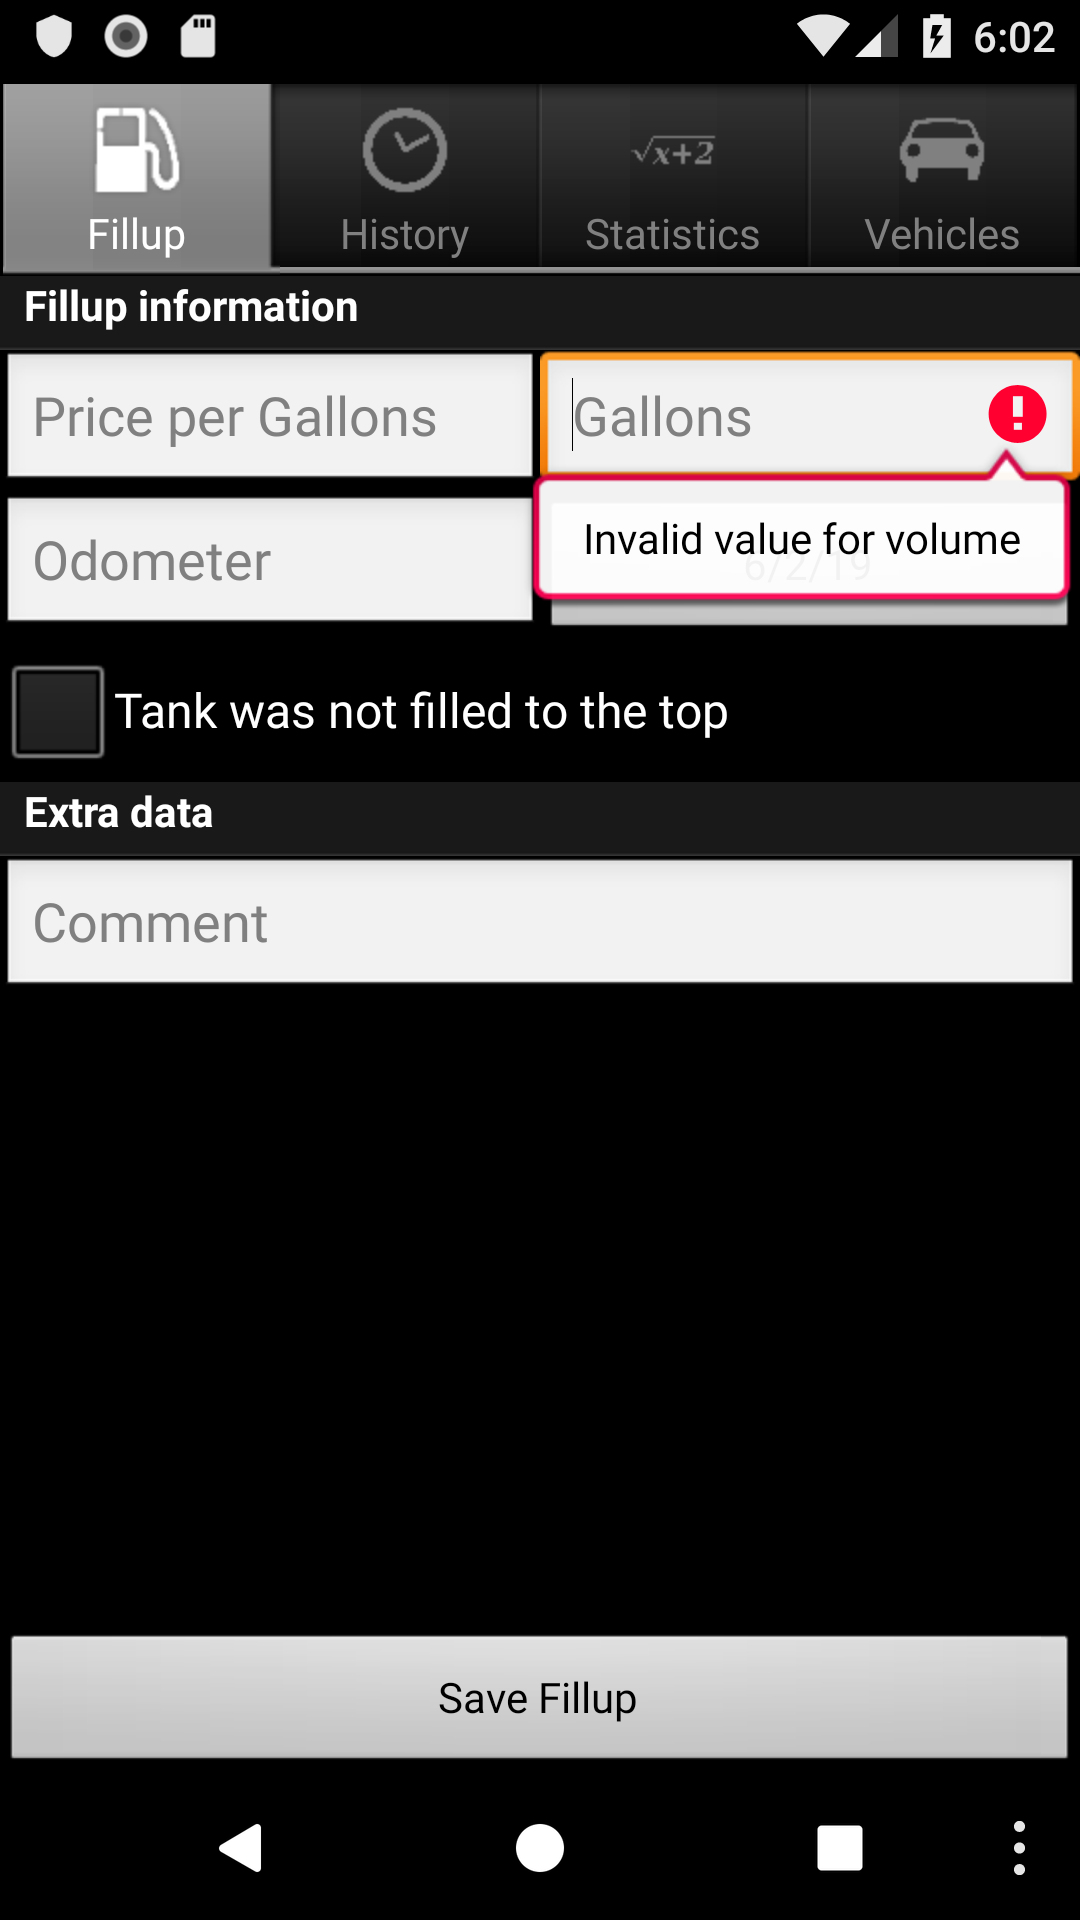 6:02
Fillup
History
√x+2
Statistics
Vehicles
Fillup information
Price per Gallons
Gallons
Odometer
Invalid value for volume
6/2/19
Tank was not filled to the top
Extra data
Comment
Save Fillup